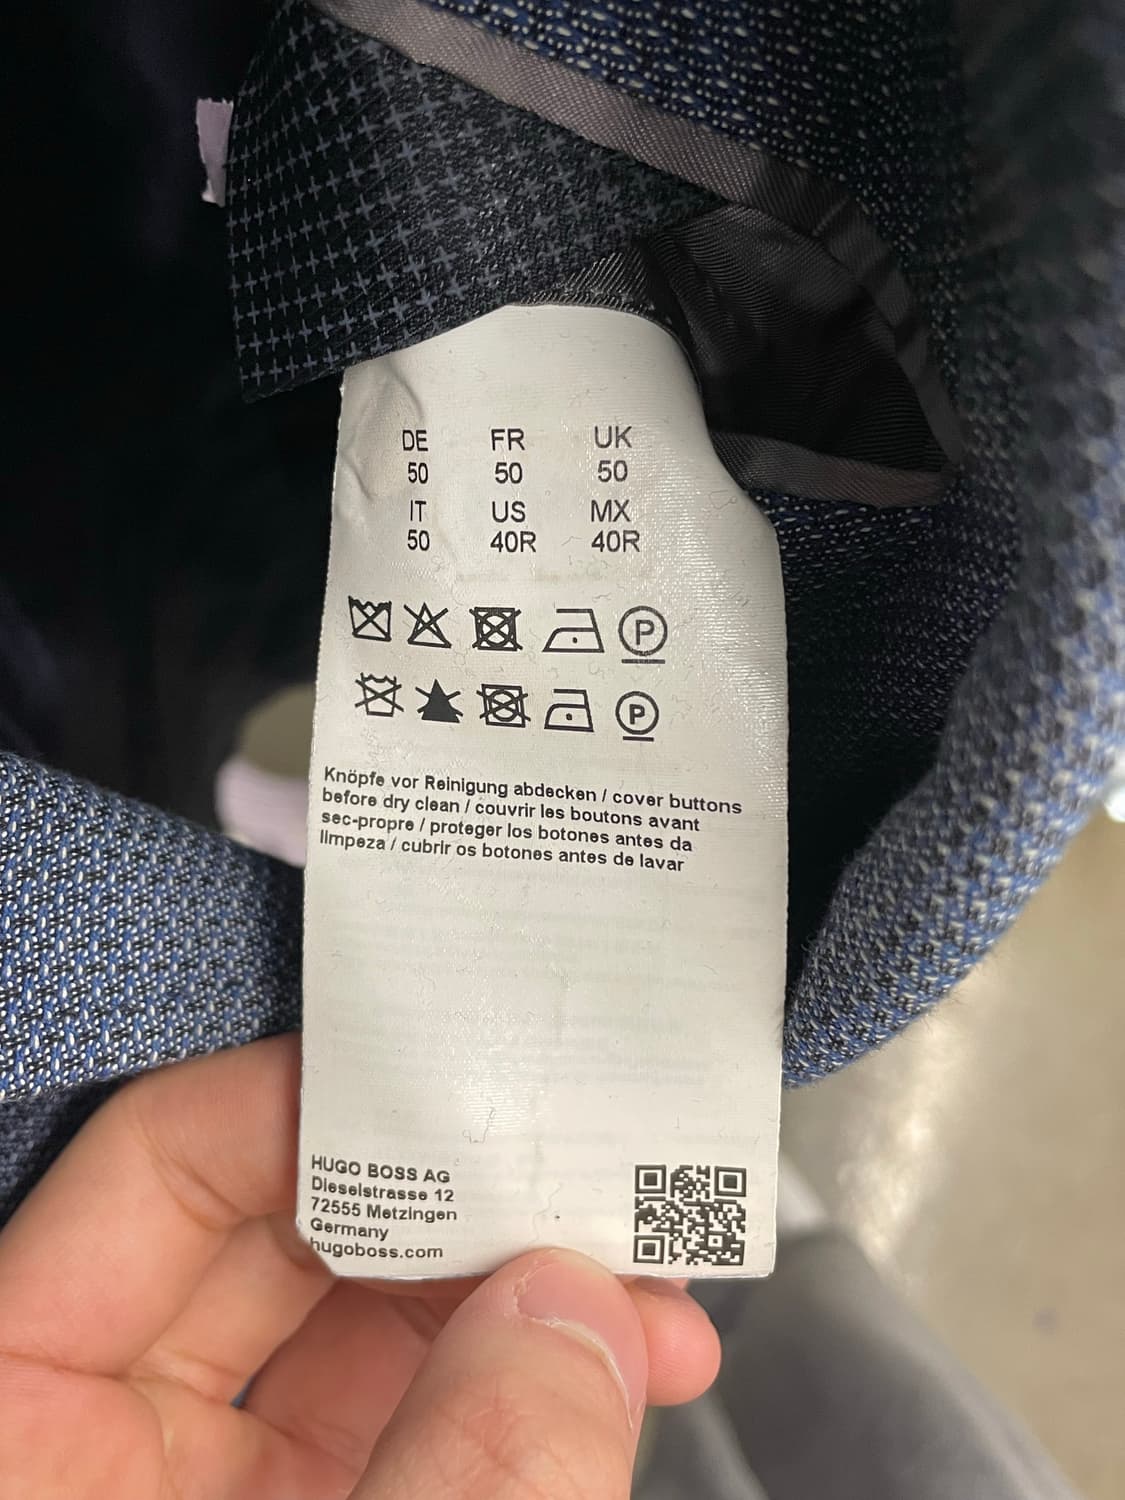 DE FR UK
50 50 50
IT US MX
50 40R 40R
P
P
Knöpfe vor Reinigung abdecken / cover buttons
before dry clean / couvrir les boutons avant
sec-propre / proteger los botones antes da
limpeza / cubrir os botones antes de lavar
HUGO BOSS AG
Dieselstrasse 12
72555 Metzingen
Germany
hugoboss.com